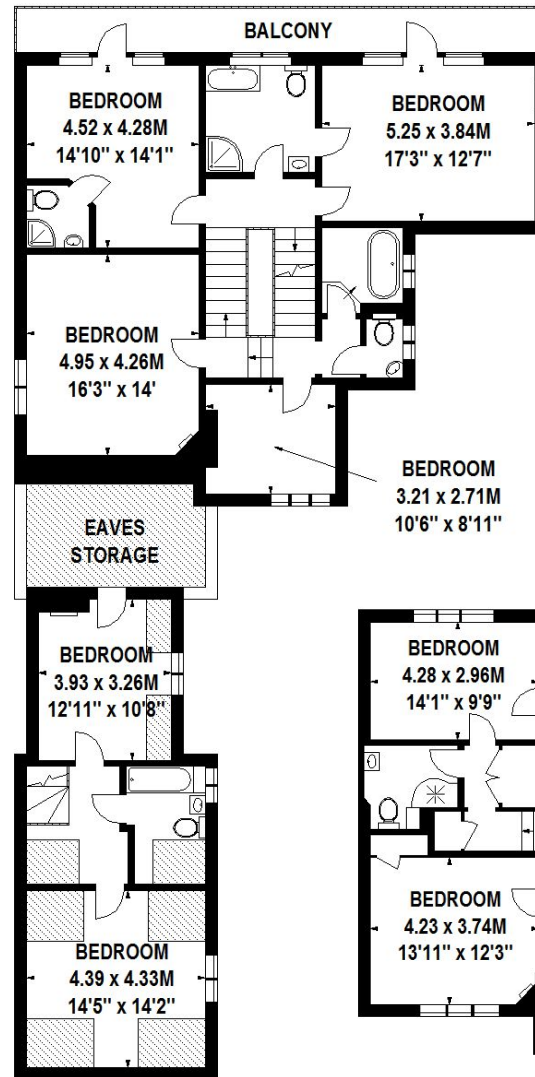 BALCONY
BEDROOM
4.52 x 4.28M
14'10" x 14'1"
BEDROOM
5.25 x 3.84M
17'3" x 12'7"
BEDROOM
4.95 x 4.26M
16'3" x 14'
BEDROOM
3.21 x 2.71M
10'6" x 8'11"
EAVES
STORAGE
BEDROOM
3.93 x 3.26M
12'11" x 10'8"
BEDROOM
4.28 x 2.96M
14'1" x 9'9"
BEDROOM
4.23 x 3.74M
13'11" x 12'3"
BEDROOM
4.39 x 4.33M
14'5" x 14'2"